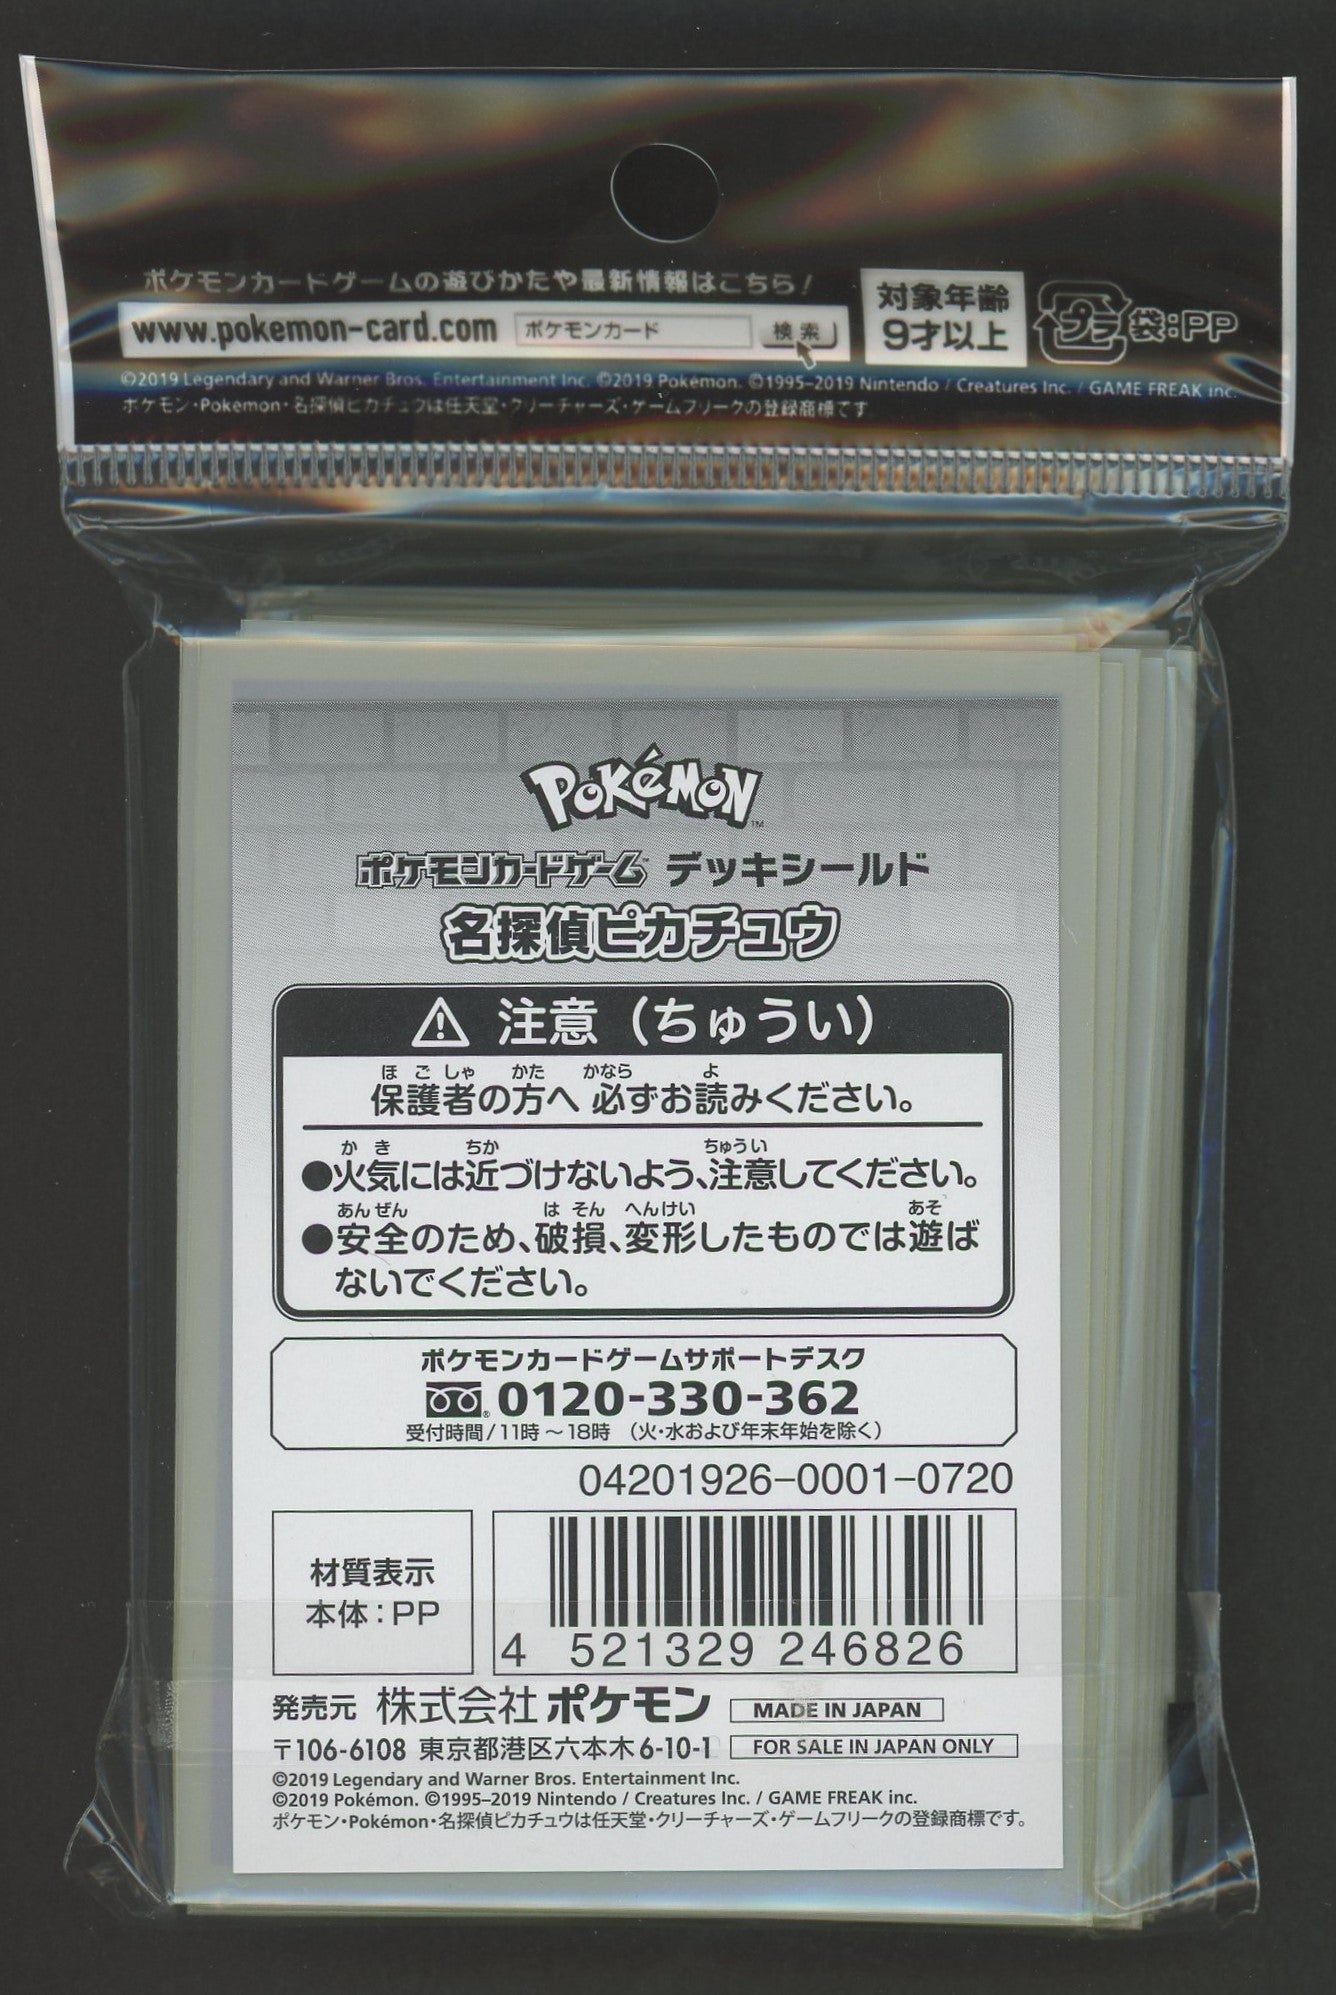 ポケモンカードゲームの遊びかたや最新情報はこちら！
www.pokemon-card.com ポケモンカード 検索
対象年齢
9才以上
プラ 袋：PP
©2019 Legendary and Warner Bros. Entertainment Inc. ©2019 Pokémon. ©1995–2019 Nintendo / Creatures Inc. / GAME FREAK inc.
ポケモン・Pokémon・名探偵ピカチュウは任天堂・クリーチャーズ・ゲームフリークの登録商標です
POKéMON™
ポケモンカードゲーム™ デッキシールド
名探偵ピカチュウ
注意（ちゅうい）
ほごしゃ かた かなら よ
保護者の方へ 必ずお読みください。
かき ちか ちゅうい
●火気には近づけないよう、注意してください。
あんぜん はそん へんけい あそ
●安全のため、破損、変形したものでは遊ば
ないでください。
ポケモンカードゲームサポートデスク
0120-330-362
受付時間/11時～18時 （火・水および年末年始を除く）
04201926-0001-0720
材質表示
本体：PP
4 521329 246826
発売元 株式会社ポケモン MADE IN JAPAN
〒106-6108 東京都港区六本木6-10-1 FOR SALE IN JAPAN ONLY
©2019 Legendary and Warner Bros. Entertainment Inc.
©2019 Pokémon. ©1995–2019 Nintendo / Creatures Inc. / GAME FREAK inc.
ポケモン・Pokémon・名探偵ピカチュウは任天堂・クリーチャーズ・ゲームフリークの登録商標です。